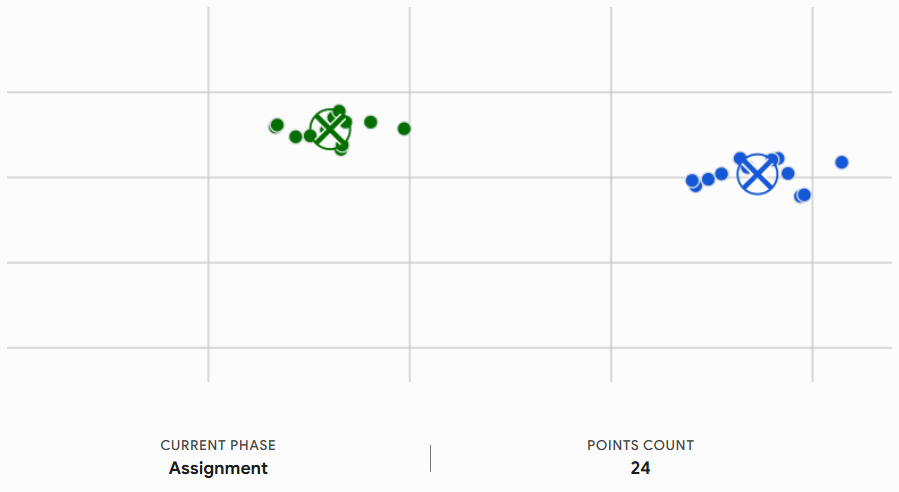 CURRENT PHASE
Assignment
POINTS COUNT
24